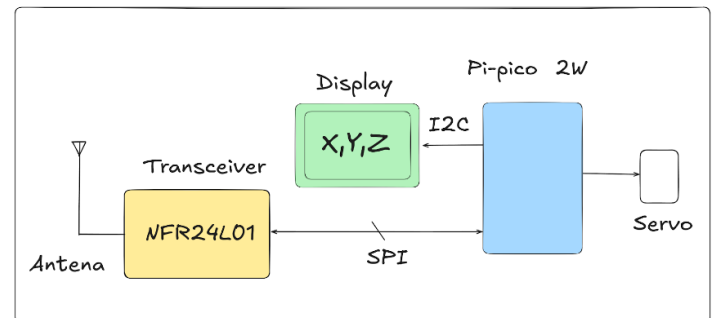 Pi-pico 2W
Display
I2C
X,Y,Z
Transceiver
NFR24L01
Servo
SPI
Antena